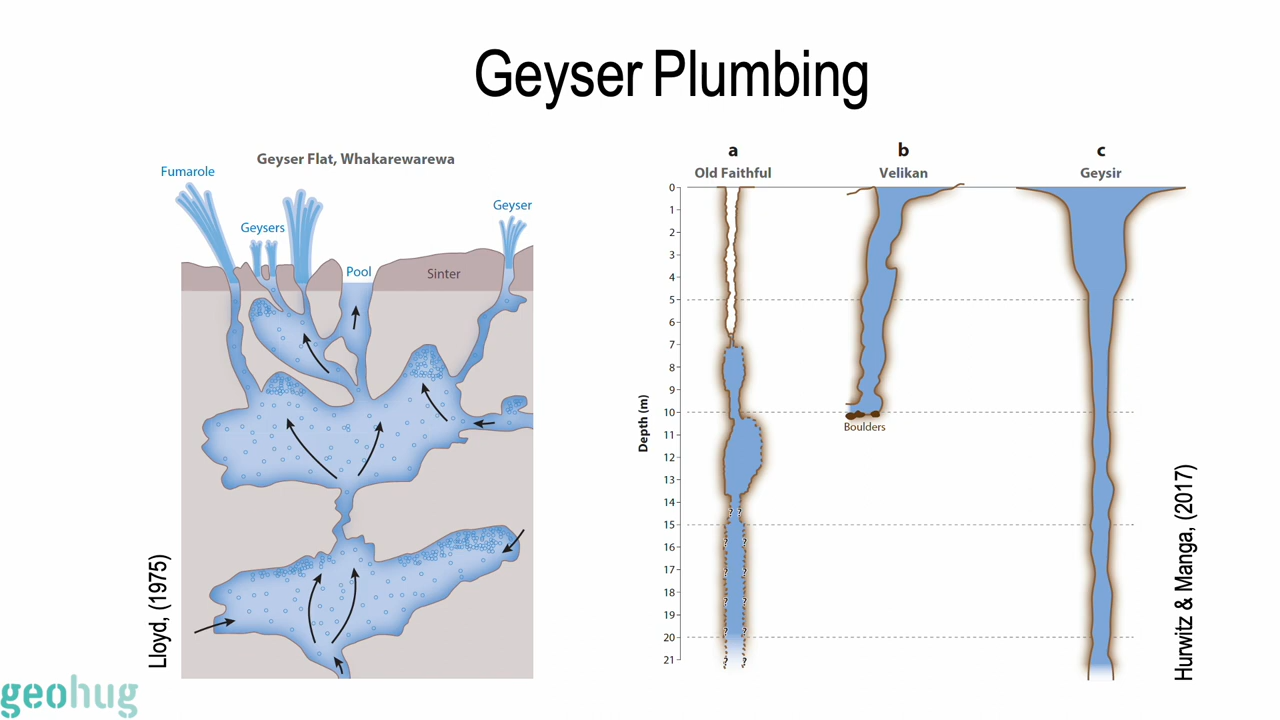 Geyser Plumbing
Geyser Flat, Whakarewarewa
Fumarole
Geysers
Geyser
Pool
Sinter
Lloyd, (1975)
a
Old Faithful
b
Velikan
c
Geysir
0
1
2
3
4
5
6
7
8
9
10
11
12
13
14
15
16
17
18
19
20
21
Depth (m)
Boulders
? ?
? ?
? ?
? ?
? ?
? ?
Hurwitz & Manga, (2017)
geohug